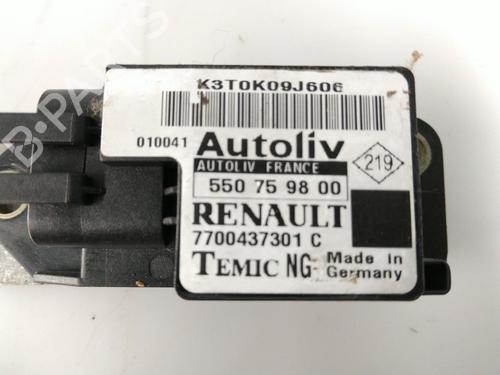 K3T0K09J606
010041
Autoliv
AUTOLIV FRANCE
219
550 75 98 00
RENAULT
7700437301 C
TEMIC NG Made in
Germany
B-PARTS